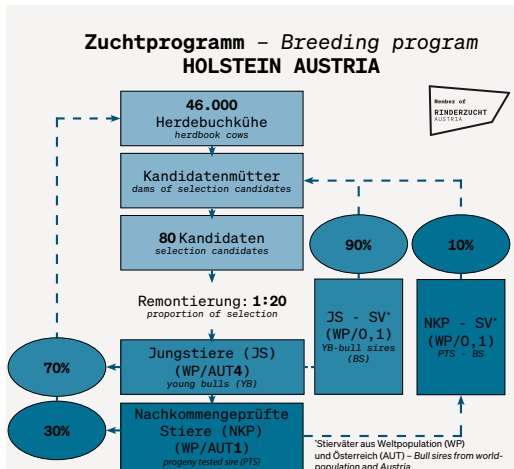 Zuchtprogramm – Breeding program
HOLSTEIN AUSTRIA
Member of
RINDERZUCHT
AUSTRIA
46.000
Herdebuchkühe
herdbook cows
Kandidatenmütter
dams of selection candidates
80 Kandidaten
selection candidates
90%
10%
Remontierung: 1:20
proportion of selection
JS - SV*
(WP/0,1)
YB-bull sires
(BS)
NKP - SV*
(WP/0,1)
PTS - BS
Jungstiere (JS)
(WP/AUT4)
young bulls (YB)
70%
Nachkommengeprüfte
Stiere (NKP)
(WP/AUT1)
progeny tested sire (PTS)
30%
*Stierväter aus Weltpopulation (WP)
und Österreich (AUT) – Bull sires from world-
population and Austria